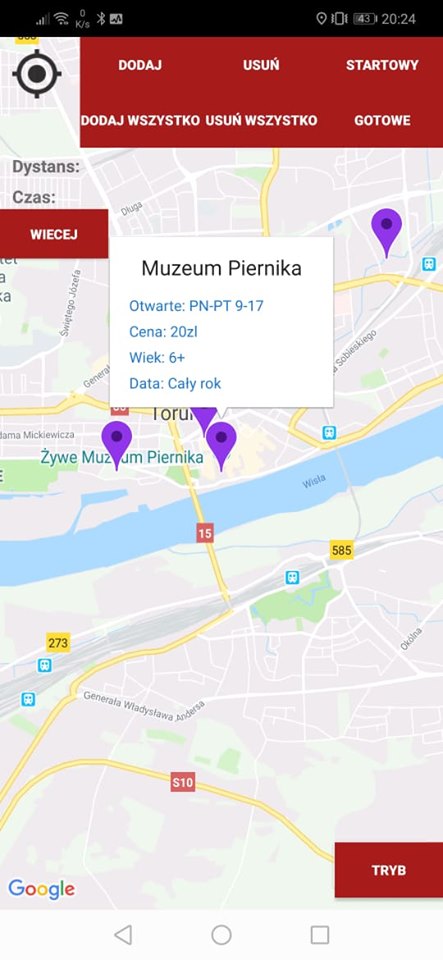 0
K/s
43
20:24
DODAJ
USUŃ
STARTOWY
DODAJ WSZYSTKO
USUŃ WSZYSTKO
GOTOWE
Dystans:
Czas:
WIECEJ
Długa
Muzeum Piernika
Otwarte: PN-PT 9-17
Cena: 20zl
Wiek: 6+
Data: Cały rok
Świętego Józefa
Sobieskiego
Toruń
dama Mickiewicza
Żywe Muzeum Piernika
Wisła
15
585
273
Okólna
Generała Władysława Andersa
S10
TRYB
Google